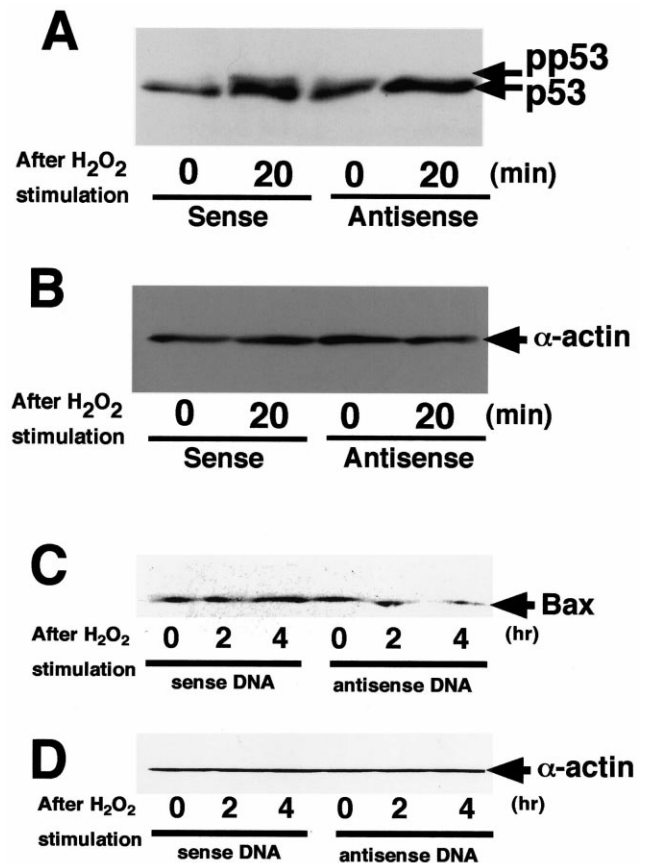 A
pp53
p53
After H₂O₂ stimulation
0 20 0 20 (min)
Sense Antisense
B
α-actin
After H₂O₂ stimulation
0 20 0 20 (min)
Sense Antisense
C
Bax
After H₂O₂ stimulation
0 2 4 0 2 4 (hr)
sense DNA antisense DNA
D
α-actin
After H₂O₂ stimulation
0 2 4 0 2 4 (hr)
sense DNA antisense DNA